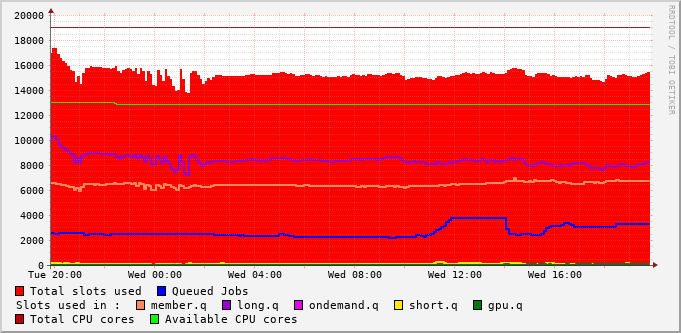 20000
18000
16000
14000
12000
10000
8000
6000
4000
2000
0
Tue 20:00 Wed 00:00 Wed 04:00 Wed 08:00 Wed 12:00 Wed 16:00
RRDTOOL / TOBI OETIKER
Total slots used Queued Jobs
Slots used in : member.q long.q ondemand.q short.q gpu.q
Total CPU cores Available CPU cores